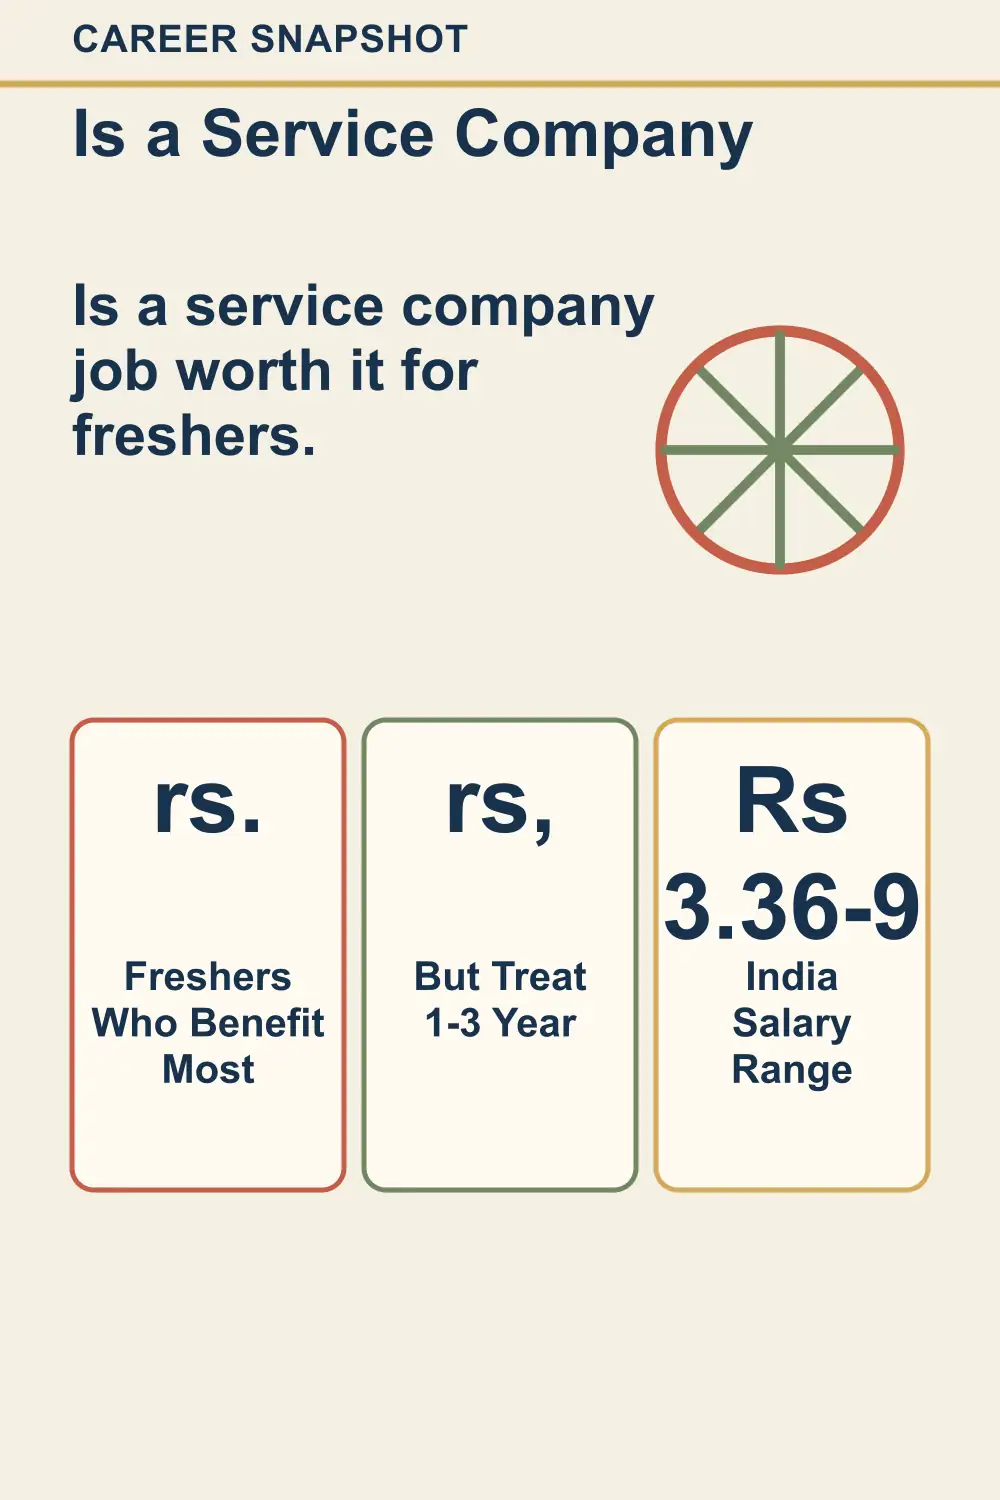 CAREER SNAPSHOT
Is a Service Company
Is a service company
job worth it for
freshers.
rs.
Freshers
Who Benefit
Most
rs,
But Treat
1-3 Year
Rs
3.36-9
India
Salary
Range